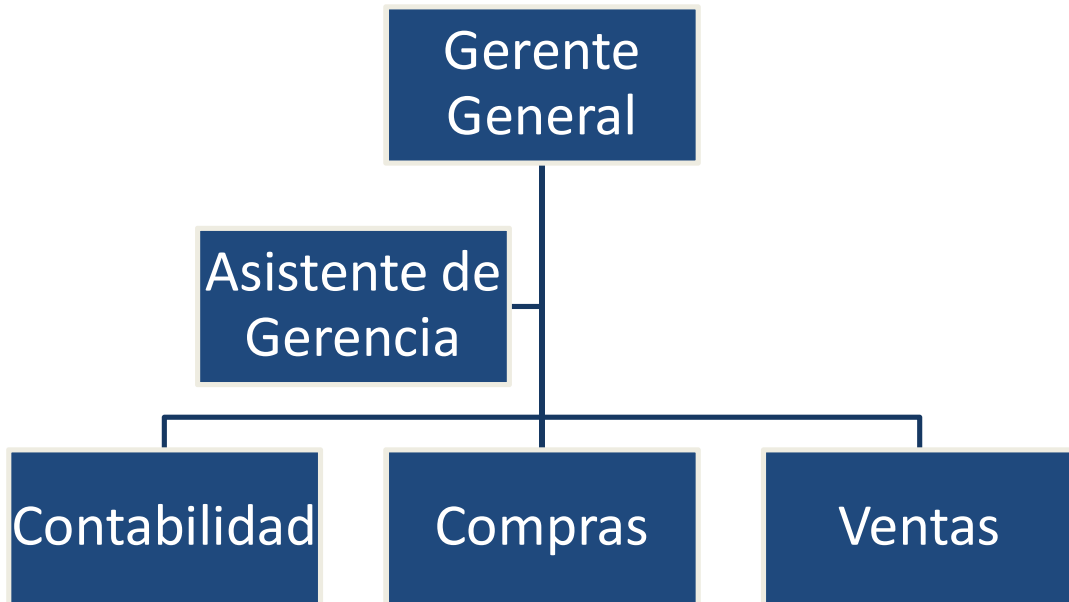 Gerente
General
Asistente de
Gerencia
Contabilidad
Compras
Ventas